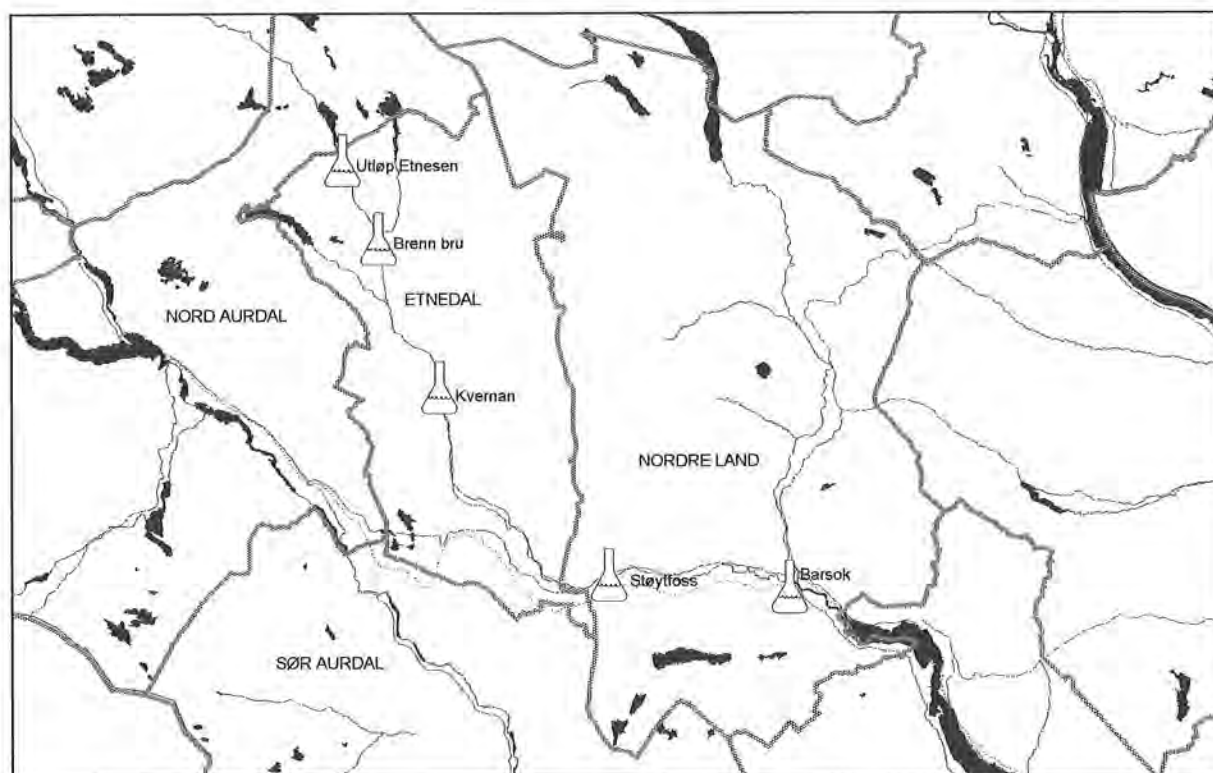 Utløp Etnesen
Brenn bru
ETNEDAL
NORD AURDAL
Kvernan
NORDRE LAND
Støytfoss
Barsok
SØR AURDAL